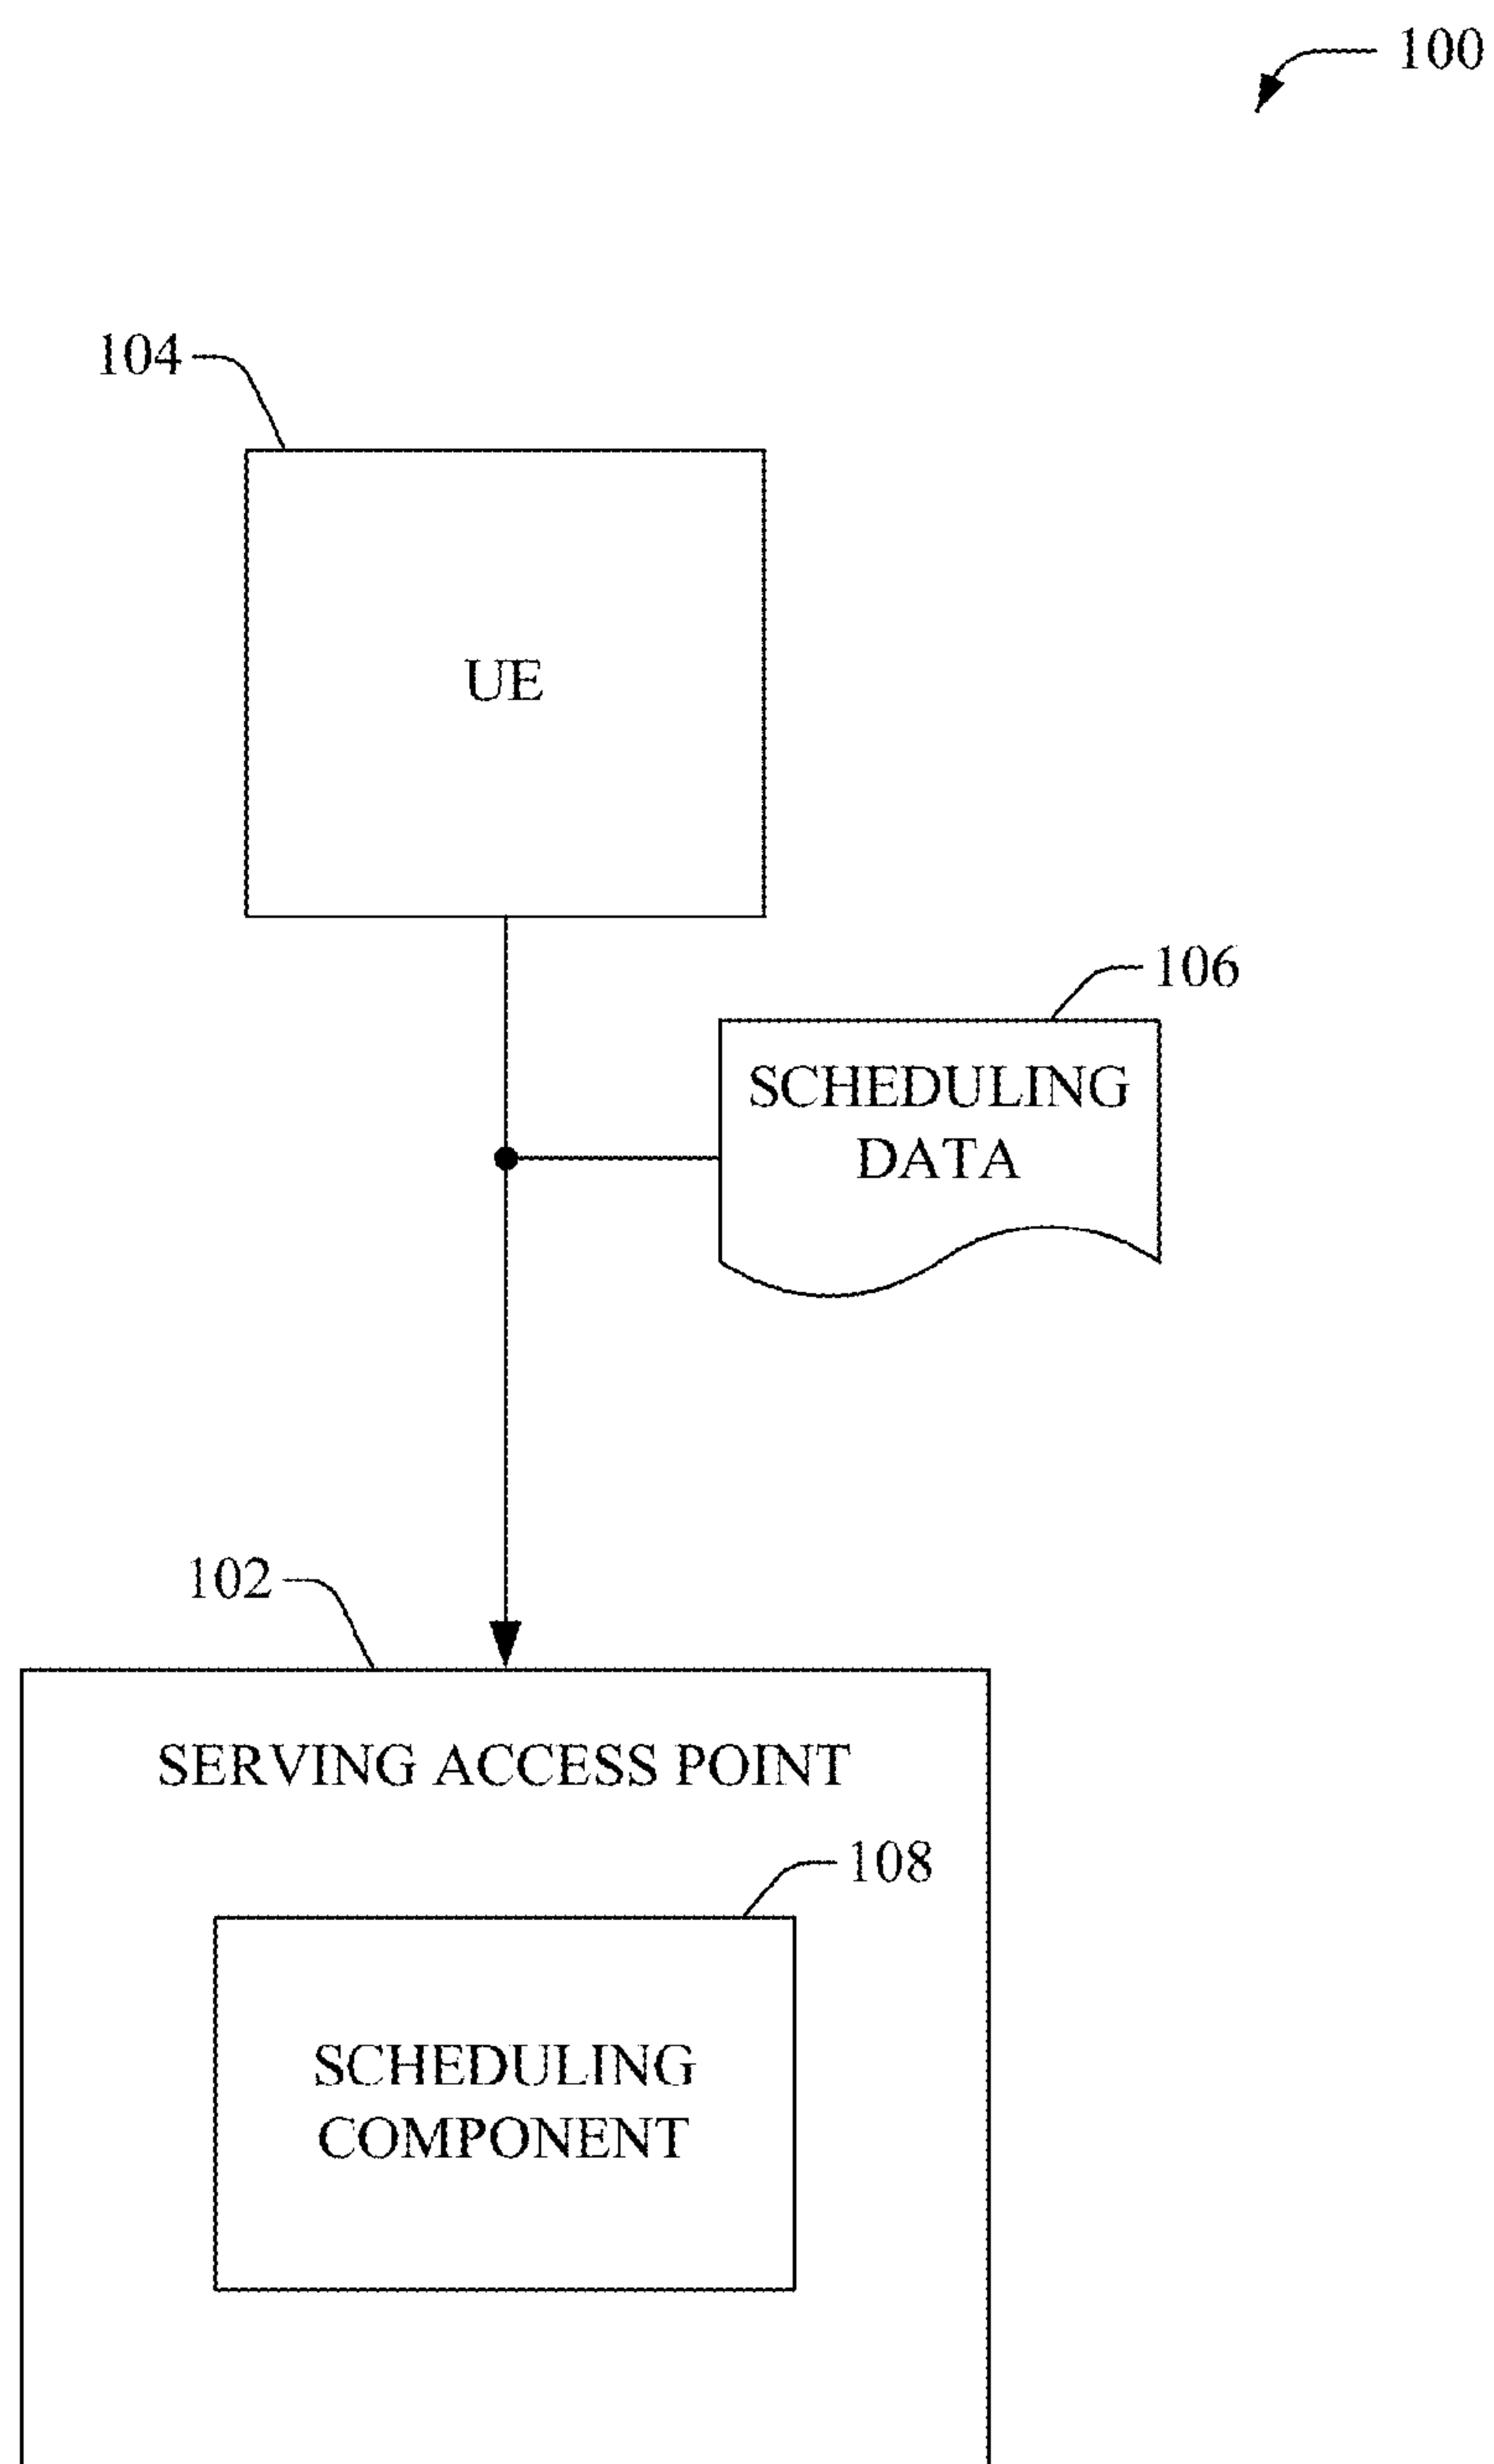 100
104
UE
106
SCHEDULING
DATA
102
SERVING ACCESS POINT
108
SCHEDULING
COMPONENT